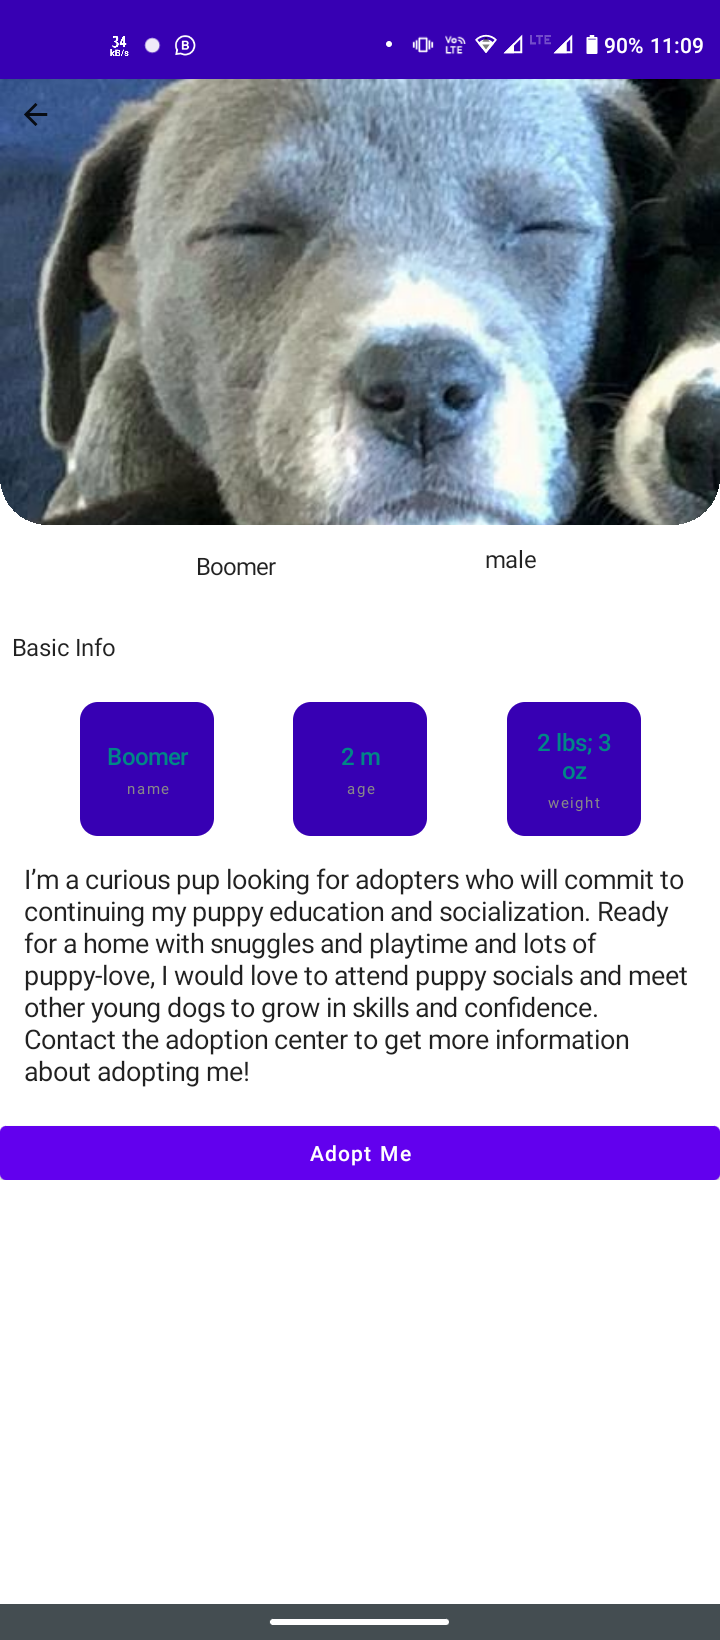 34
kB/s
B
Vo
LTE
LTE
90% 11:09
Boomer
male
Basic Info
Boomer
name
2 m
age
2 lbs; 3
oz
weight
I’m a curious pup looking for adopters who will commit to
continuing my puppy education and socialization. Ready
for a home with snuggles and playtime and lots of
puppy-love, I would love to attend puppy socials and meet
other young dogs to grow in skills and confidence.
Contact the adoption center to get more information
about adopting me!
Adopt Me